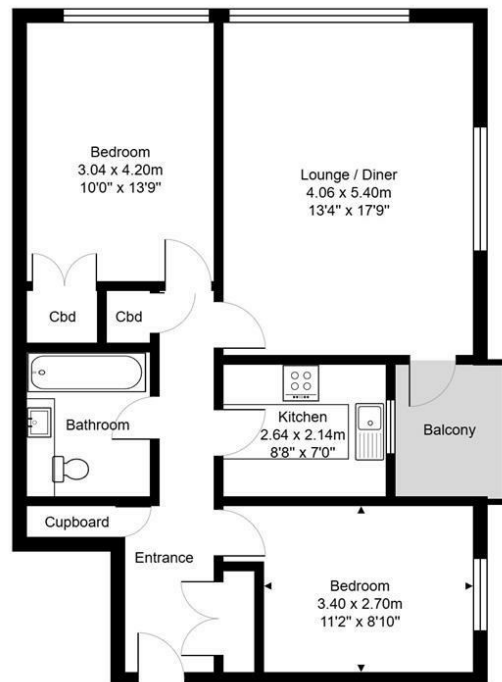 Bedroom
3.04 x 4.20m
10'0" x 13'9"
Lounge / Diner
4.06 x 5.40m
13'4" x 17'9"
Cbd
Cbd
Bathroom
Kitchen
2.64 x 2.14m
8'8" x 7'0"
Balcony
Cupboard
Entrance
Bedroom
3.40 x 2.70m
11'2" x 8'10"